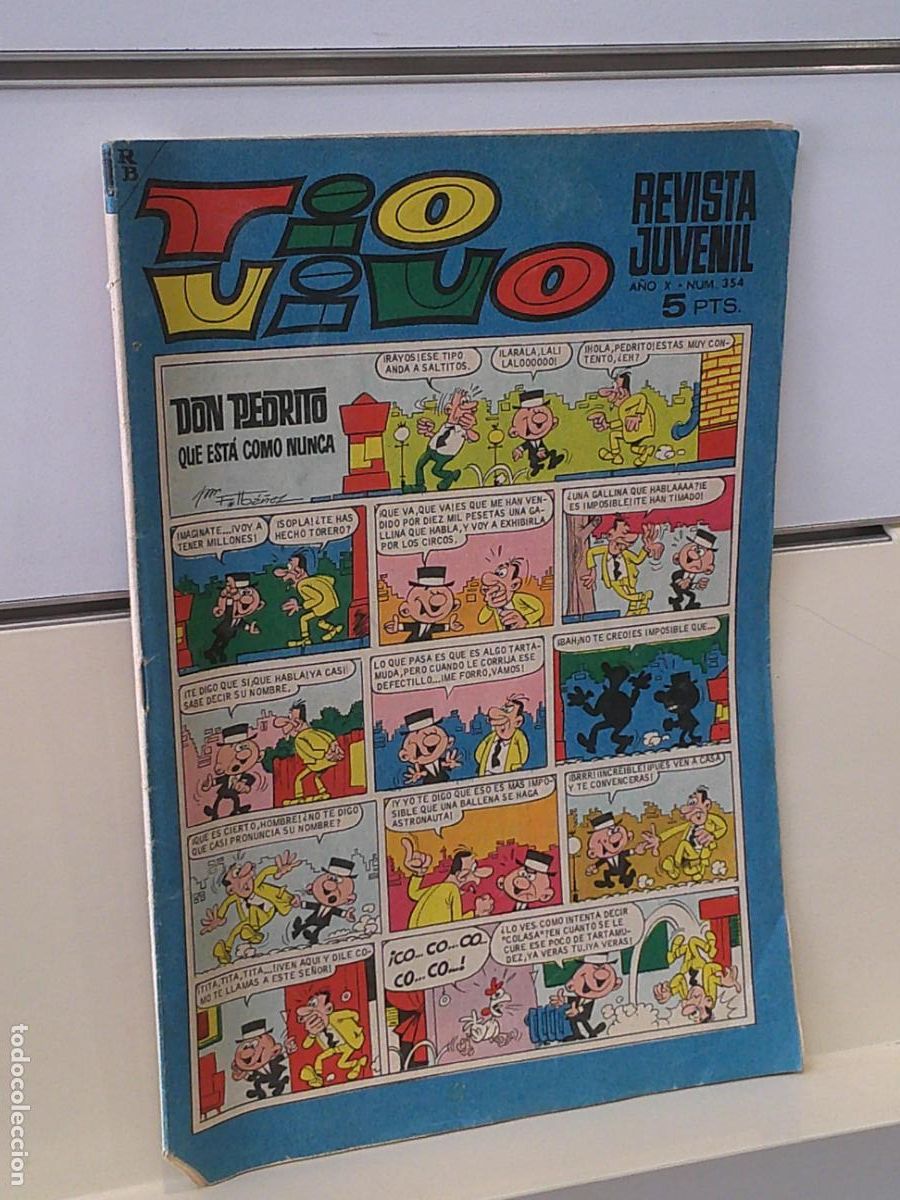 R
B
TIO
VIVO
REVISTA
JUVENIL
AÑO X • NUM. 354
5 PTS.
DON PEDRITO
QUE ESTÁ COMO NUNCA
¡RAYOS! ESE TIPO
ANDA A SALTITOS.
¡LARALA, LALI
LALOOOOOO!
¡HOLA, PEDRITO! ESTAS MUY CON-
TENTO, ¿EH?
¡IMAGINATE... ¡VOY A
TENER MILLONES!
¡SOPLA! ¿TE HAS
HECHO TORERO?
¡QUE VA, QUE VA! ES QUE ME HAN VEN-
DIDO POR DIEZ MIL PESETAS UNA GA-
LLINA QUE HABLA, Y VOY A EXHIBIRLA
POR LOS CIRCOS.
¿UNA GALLINA QUE HABLAAAA? ¡E
ES IMPOSIBLE! ¡TE HAN TIMADO!
¡TE DIGO QUE SI, QUE HABLA! ¡YA CASI
SABE DECIR SU NOMBRE.
LO QUE PASA ES QUE ES ALGO TARTA-
MUDA, PERO CUANDO LE CORRIJA ESE
DEFECTILLO... ¡ME FORRO, VAMOS!
¡BAH, NO TE CREO! ES IMPOSIBLE QUE...
¡QUE ES CIERTO, HOMBRE! ¿NO TE DIGO
QUE CASI PRONUNCIA SU NOMBRE?
¡Y YO TE DIGO QUE ESO ES MAS IMPO-
SIBLE QUE UNA BALLENA SE HAGA
ASTRONAUTA!
¡BRRR! ¡INCREIBLE! ¡PUES VEN A CASA
Y TE CONVENCERAS!
¡TITA, TITA, TITA...! ¡VEN AQUI Y DILE CO-
MO TE LLAMAS A ESTE SEÑOR!
¡CO... CO... CO...
CO... CO...!
¿LO VES, COMO INTENTA DECIR
"COLASA"? EN CUANTO SE LE
CURE ESE POCO DE TARTAMU-
DEZ, ¡YA VERAS TU, ¡YA VERAS!
todocoleccion